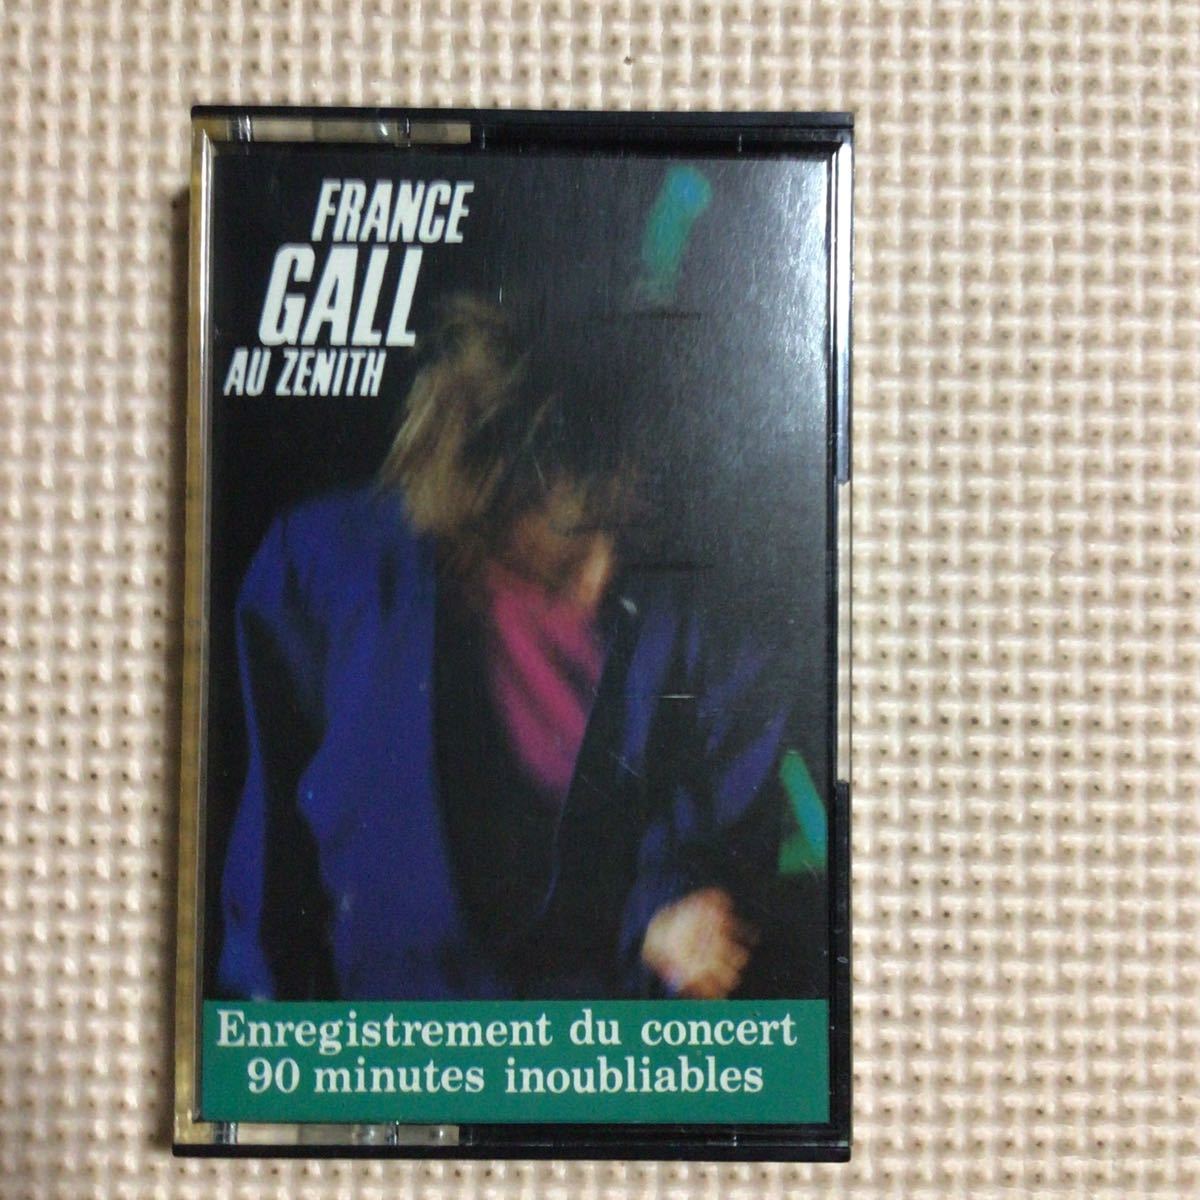 FRANCE
GALL
AU ZENITH
Enregistrement du concert
90 minutes inoubliables